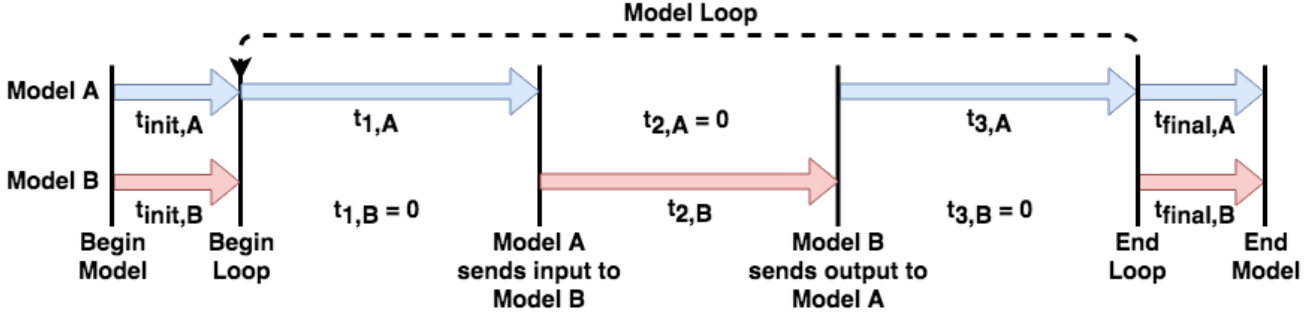 Model Loop
Model A
t_init,A
t_1,A
t_2,A = 0
t_3,A
t_final,A
Model B
t_init,B
t_1,B = 0
t_2,B
t_3,B = 0
t_final,B
Begin
Model
Begin
Loop
Model A
sends input to
Model B
Model B
sends output to
Model A
End
Loop
End
Model